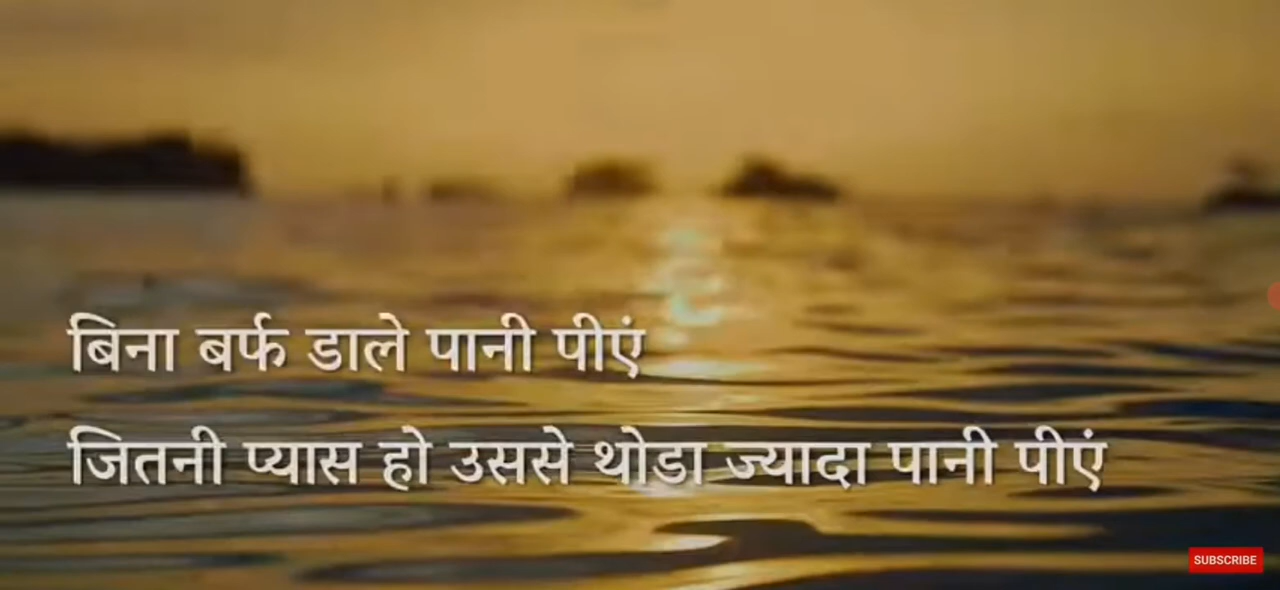 बिना बर्फ डाले पानी पीएं
जितनी प्यास हो उससे थोडा ज्यादा पानी पीएं
SUBSCRIBE